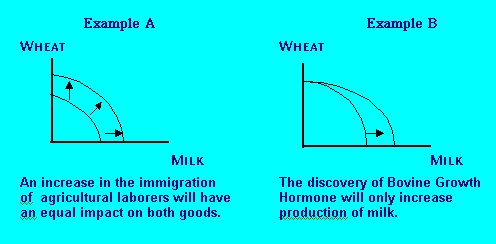 Example A
WHEAT
MILK
An increase in the immigration
of agricultural laborers will have
an equal impact on both goods.
Example B
WHEAT
MILK
The discovery of Bovine Growth
Hormone will only increase
production of milk.